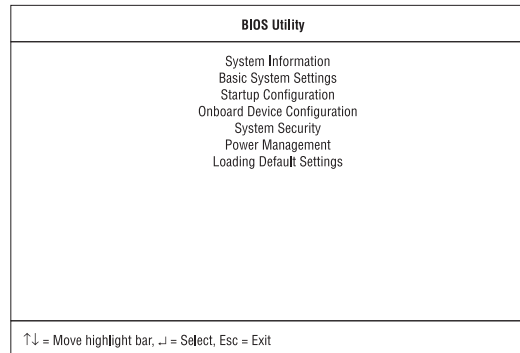 BIOS Utility
System Information
Basic System Settings
Startup Configuration
Onboard Device Configuration
System Security
Power Management
Loading Default Settings
↑↓ = Move highlight bar, ↵ = Select, Esc = Exit